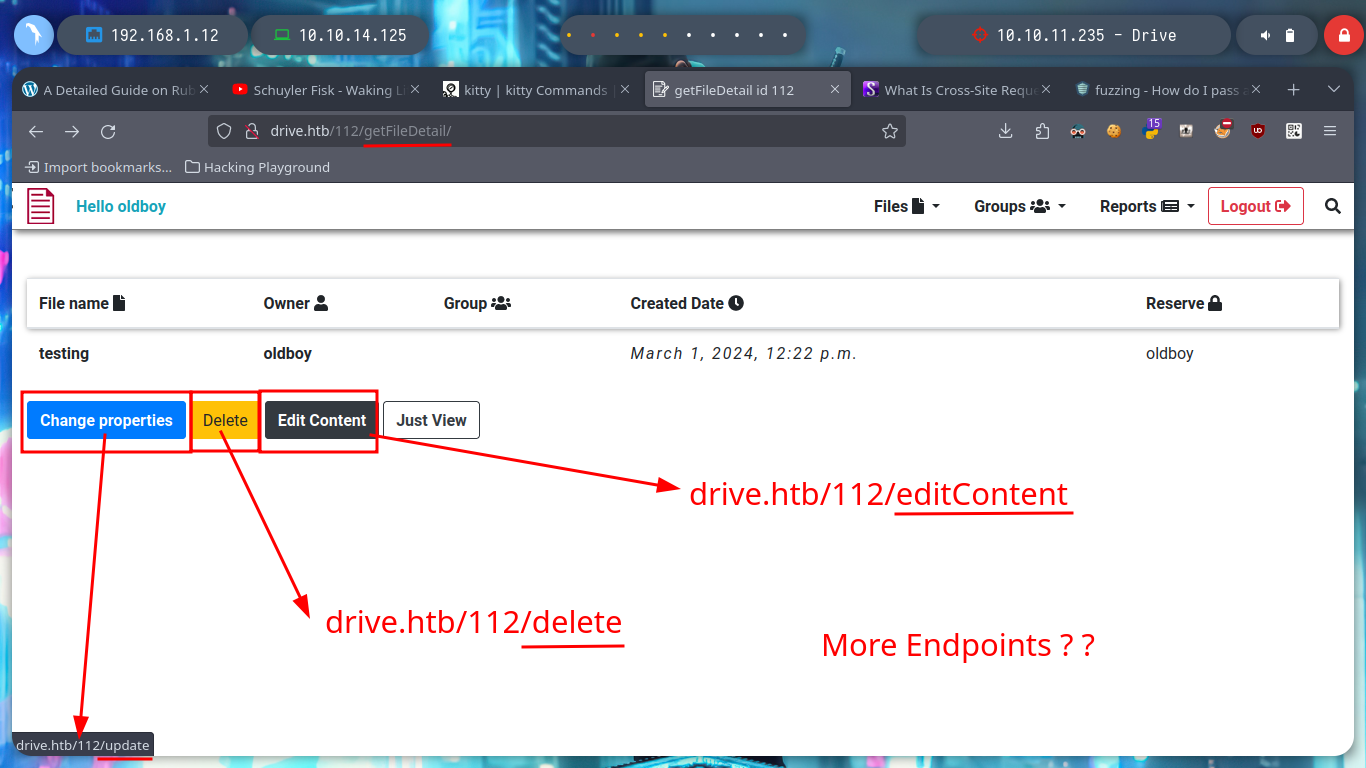 192.168.1.12
10.10.14.125
10.10.11.235 - Drive
A Detailed Guide on Rub
Schuyler Fisk - Waking Li
kitty | kitty Commands |
getFileDetail id 112
What Is Cross-Site Reque
fuzzing - How do I pass a
drive.htb/112/getFileDetail/
15
Import bookmarks...
Hacking Playground
Hello oldboy
Files
Groups
Reports
Logout
File name
Owner
Group
Created Date
Reserve
testing
oldboy
March 1, 2024, 12:22 p.m.
oldboy
Change properties
Delete
Edit Content
Just View
drive.htb/112/editContent
drive.htb/112/delete
More Endpoints ? ?
drive.htb/112/update